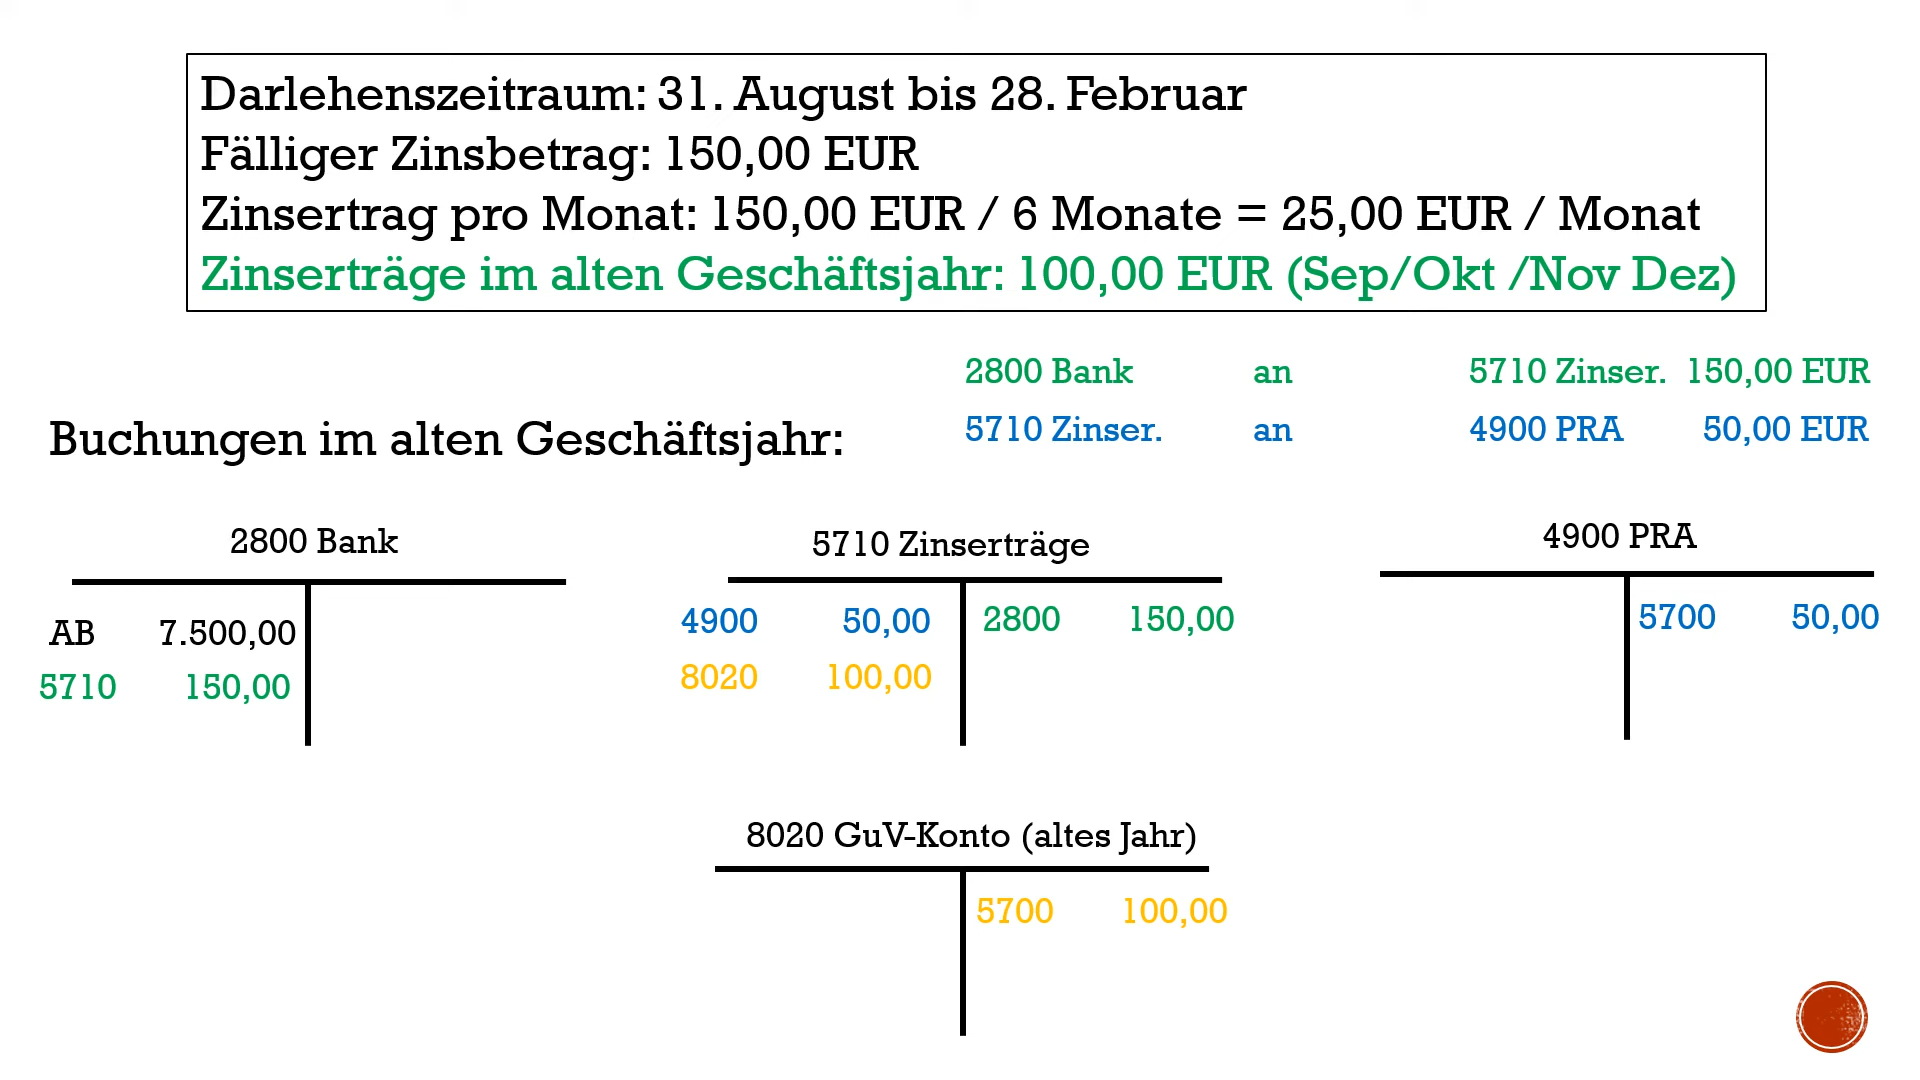 Darlehenszeitraum: 31. August bis 28. Februar
Fälliger Zinsbetrag: 150,00 EUR
Zinsertrag pro Monat: 150,00 EUR / 6 Monate = 25,00 EUR / Monat
Zinserträge im alten Geschäftsjahr: 100,00 EUR (Sep/Okt /Nov Dez)
2800 Bank an 5710 Zinser. 150,00 EUR
Buchungen im alten Geschäftsjahr:
5710 Zinser. an 4900 PRA 50,00 EUR
2800 Bank
AB 7.500,00
5710 150,00
5710 Zinserträge
4900 50,00 2800 150,00
8020 100,00
4900 PRA
5700 50,00
8020 GuV-Konto (altes Jahr)
5700 100,00